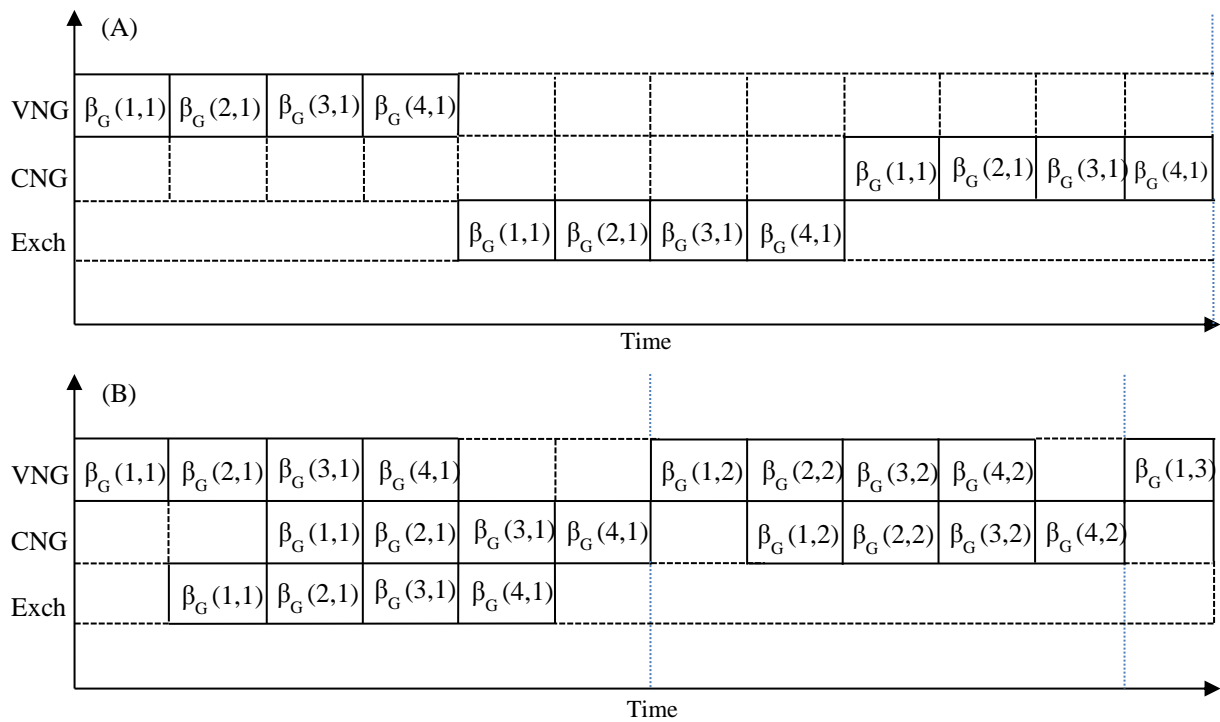 (A)
VNG β_G(1,1) β_G(2,1) β_G(3,1) β_G(4,1)
CNG β_G(1,1) β_G(2,1) β_G(3,1) β_G(4,1)
Exch β_G(1,1) β_G(2,1) β_G(3,1) β_G(4,1)
Time
(B)
VNG β_G(1,1) β_G(2,1) β_G(3,1) β_G(4,1) β_G(1,2) β_G(2,2) β_G(3,2) β_G(4,2) β_G(1,3)
CNG β_G(1,1) β_G(2,1) β_G(3,1) β_G(4,1) β_G(1,2) β_G(2,2) β_G(3,2) β_G(4,2)
Exch β_G(1,1) β_G(2,1) β_G(3,1) β_G(4,1)
Time